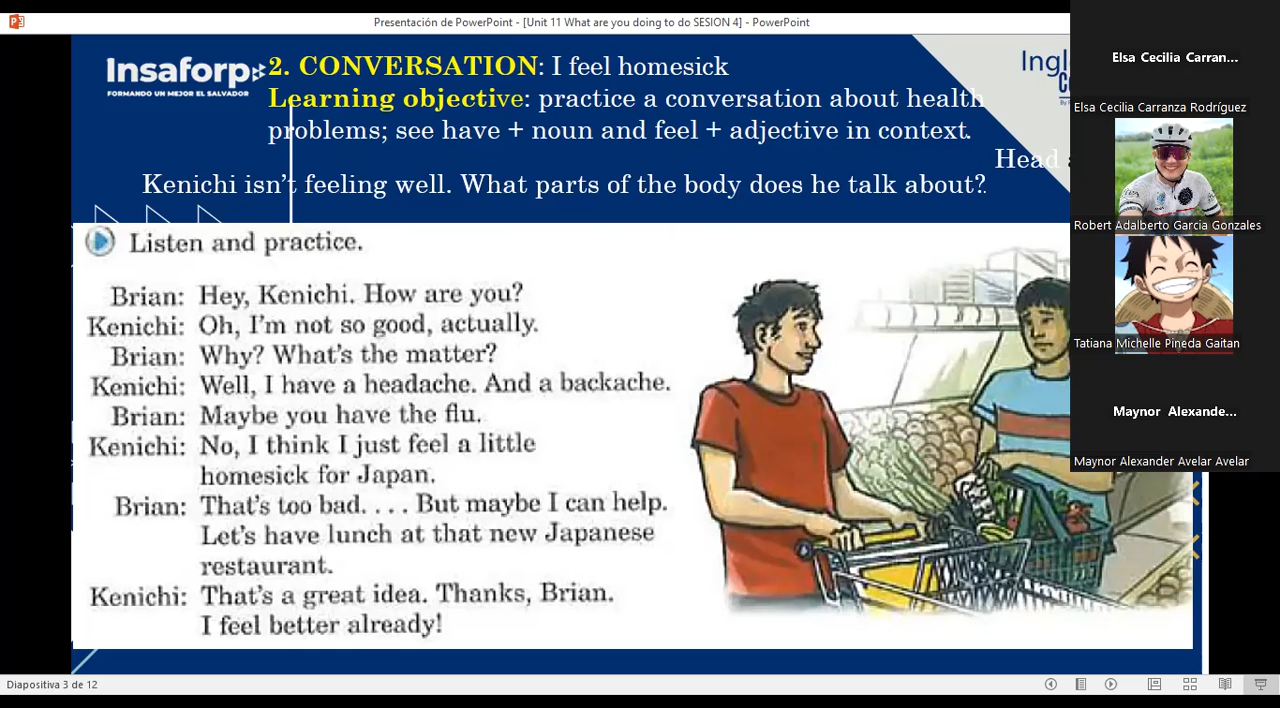 Presentación de PowerPoint - [Unit 11 What are you doing to do SESION 4] - PowerPoint
Insaforp
FORMANDO UN MEJOR EL SALVADOR
2. CONVERSATION: I feel homesick
Learning objective: practice a conversation about health
problems; see have + noun and feel + adjective in context.
Head
Kenichi isn't feeling well. What parts of the body does he talk about?
Listen and practice.
Brian: Hey, Kenichi. How are you?
Kenichi: Oh, I'm not so good, actually.
Brian: Why? What's the matter?
Kenichi: Well, I have a headache. And a backache.
Brian: Maybe you have the flu.
Kenichi: No, I think I just feel a little
homesick for Japan.
Brian: That's too bad. . . . But maybe I can help.
Let's have lunch at that new Japanese
restaurant.
Kenichi: That's a great idea. Thanks, Brian.
I feel better already!
Elsa Cecilia Carran...
Elsa Cecilia Carranza Rodríguez
Robert Adalberto Garcia Gonzales
Tatiana Michelle Pineda Gaitan
Maynor Alexande...
Maynor Alexander Avelar Avelar
Diapositiva 3 de 12